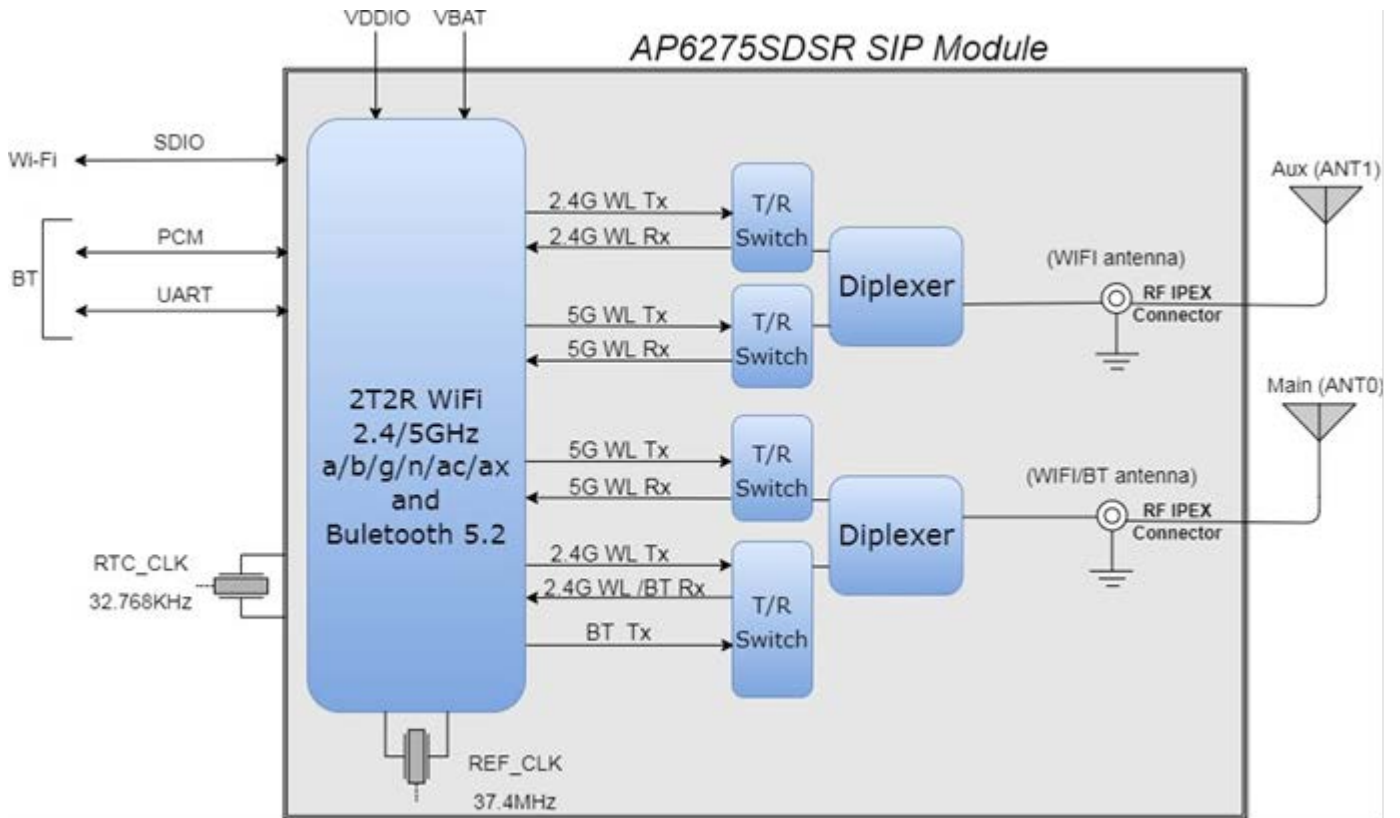 VDDIO
VBAT
AP6275SDSR SIP Module
Wi-Fi
SDIO
BT
PCM
UART
2T2R WiFi
2.4/5GHz
a/b/g/n/ac/ax
and
Buletooth 5.2
2.4G WL Tx
2.4G WL Rx
T/R
Switch
5G WL Tx
5G WL Rx
T/R
Switch
Diplexer
(WIFI antenna)
RF IPEX
Connector
Aux (ANT1)
5G WL Tx
5G WL Rx
T/R
Switch
2.4G WL Tx
2.4G WL /BT Rx
BT Tx
T/R
Switch
Diplexer
(WIFI/BT antenna)
RF IPEX
Connector
Main (ANT0)
RTC_CLK
32.768KHz
REF_CLK
37.4MHz